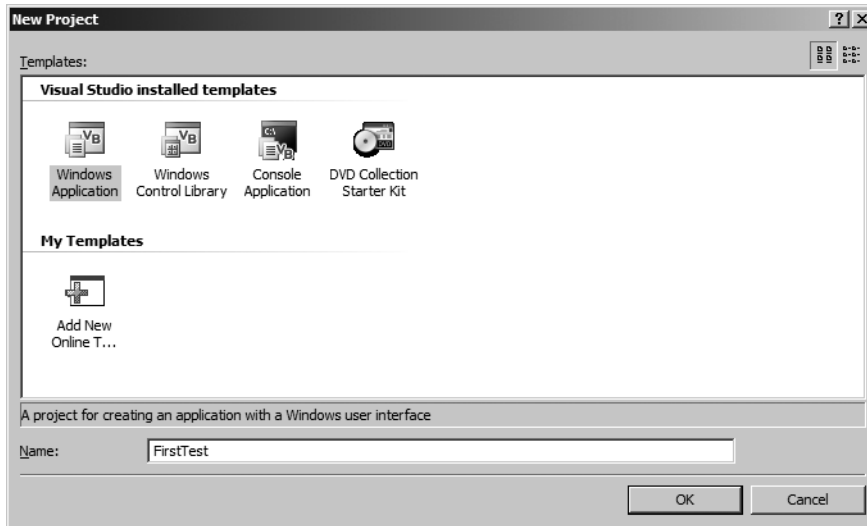 New Project
Templates:
Visual Studio installed templates
Windows Application
Windows Control Library
Console Application
DVD Collection Starter Kit
My Templates
Add New Online T...
A project for creating an application with a Windows user interface
Name: FirstTest
OK Cancel